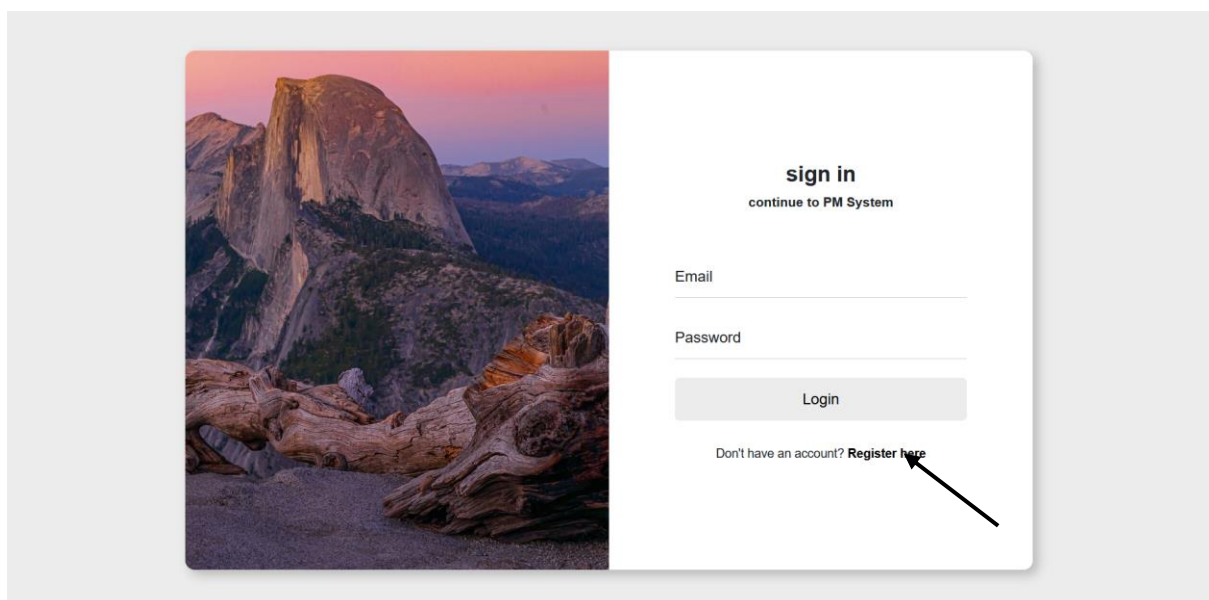 sign in
continue to PM System
Email
Password
Login
Don't have an account? Register here